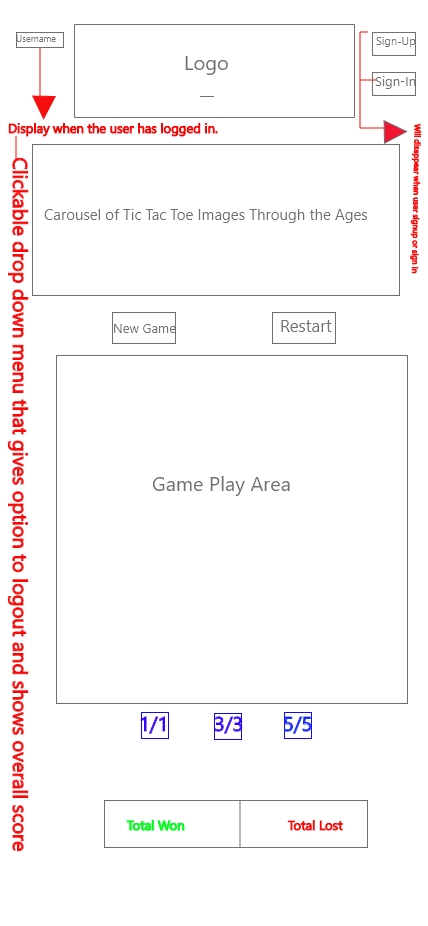 Username
Logo
Sign-Up
Sign-In
Display when the user has logged in.
Will disappear when user signup or sign in
Clickable drop down menu that gives option to logout and shows overall score
Carousel of Tic Tac Toe Images Through the Ages
New Game
Restart
Game Play Area
1/1
3/3
5/5
Total Won
Total Lost